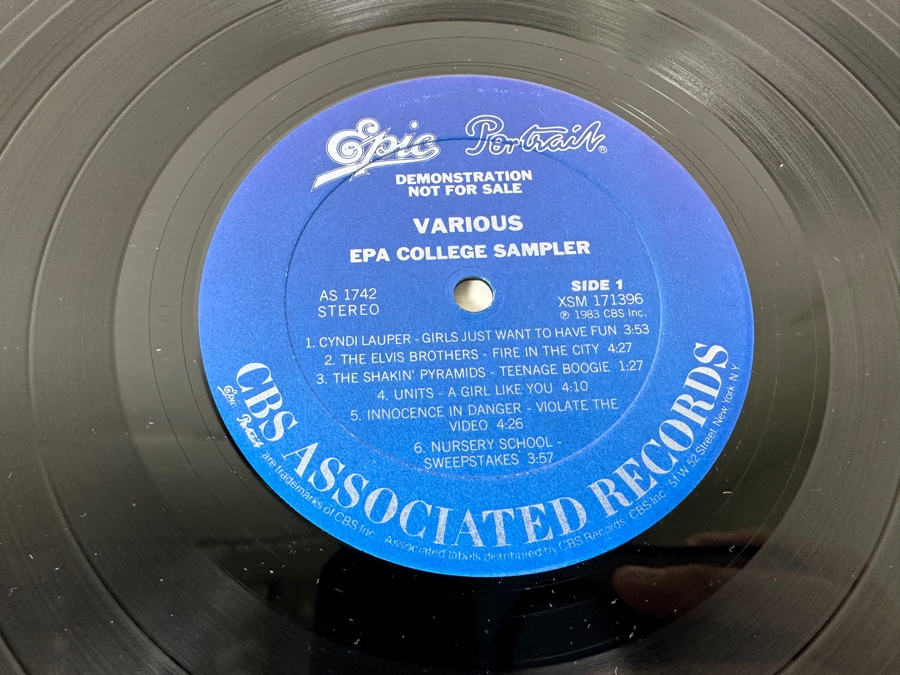 Epic Portrait®
DEMONSTRATION
NOT FOR SALE
VARIOUS
EPA COLLEGE SAMPLER
AS 1742
STEREO
SIDE 1
XSM 171396
℗ 1983 CBS Inc.
1. CYNDI LAUPER - GIRLS JUST WANT TO HAVE FUN 3:53
2. THE ELVIS BROTHERS - FIRE IN THE CITY 4:27
3. THE SHAKIN' PYRAMIDS - TEENAGE BOOGIE 1:27
4. UNITS - A GIRL LIKE YOU 4:10
5. INNOCENCE IN DANGER - VIOLATE THE
VIDEO 4:26
6. NURSERY SCHOOL -
SWEEPSTAKES 3:57
CBS ASSOCIATED RECORDS
Epic Portrait are trademarks of CBS Inc. Associated labels distributed by CBS Records CBS Inc. 51 W 52 Street New York N Y